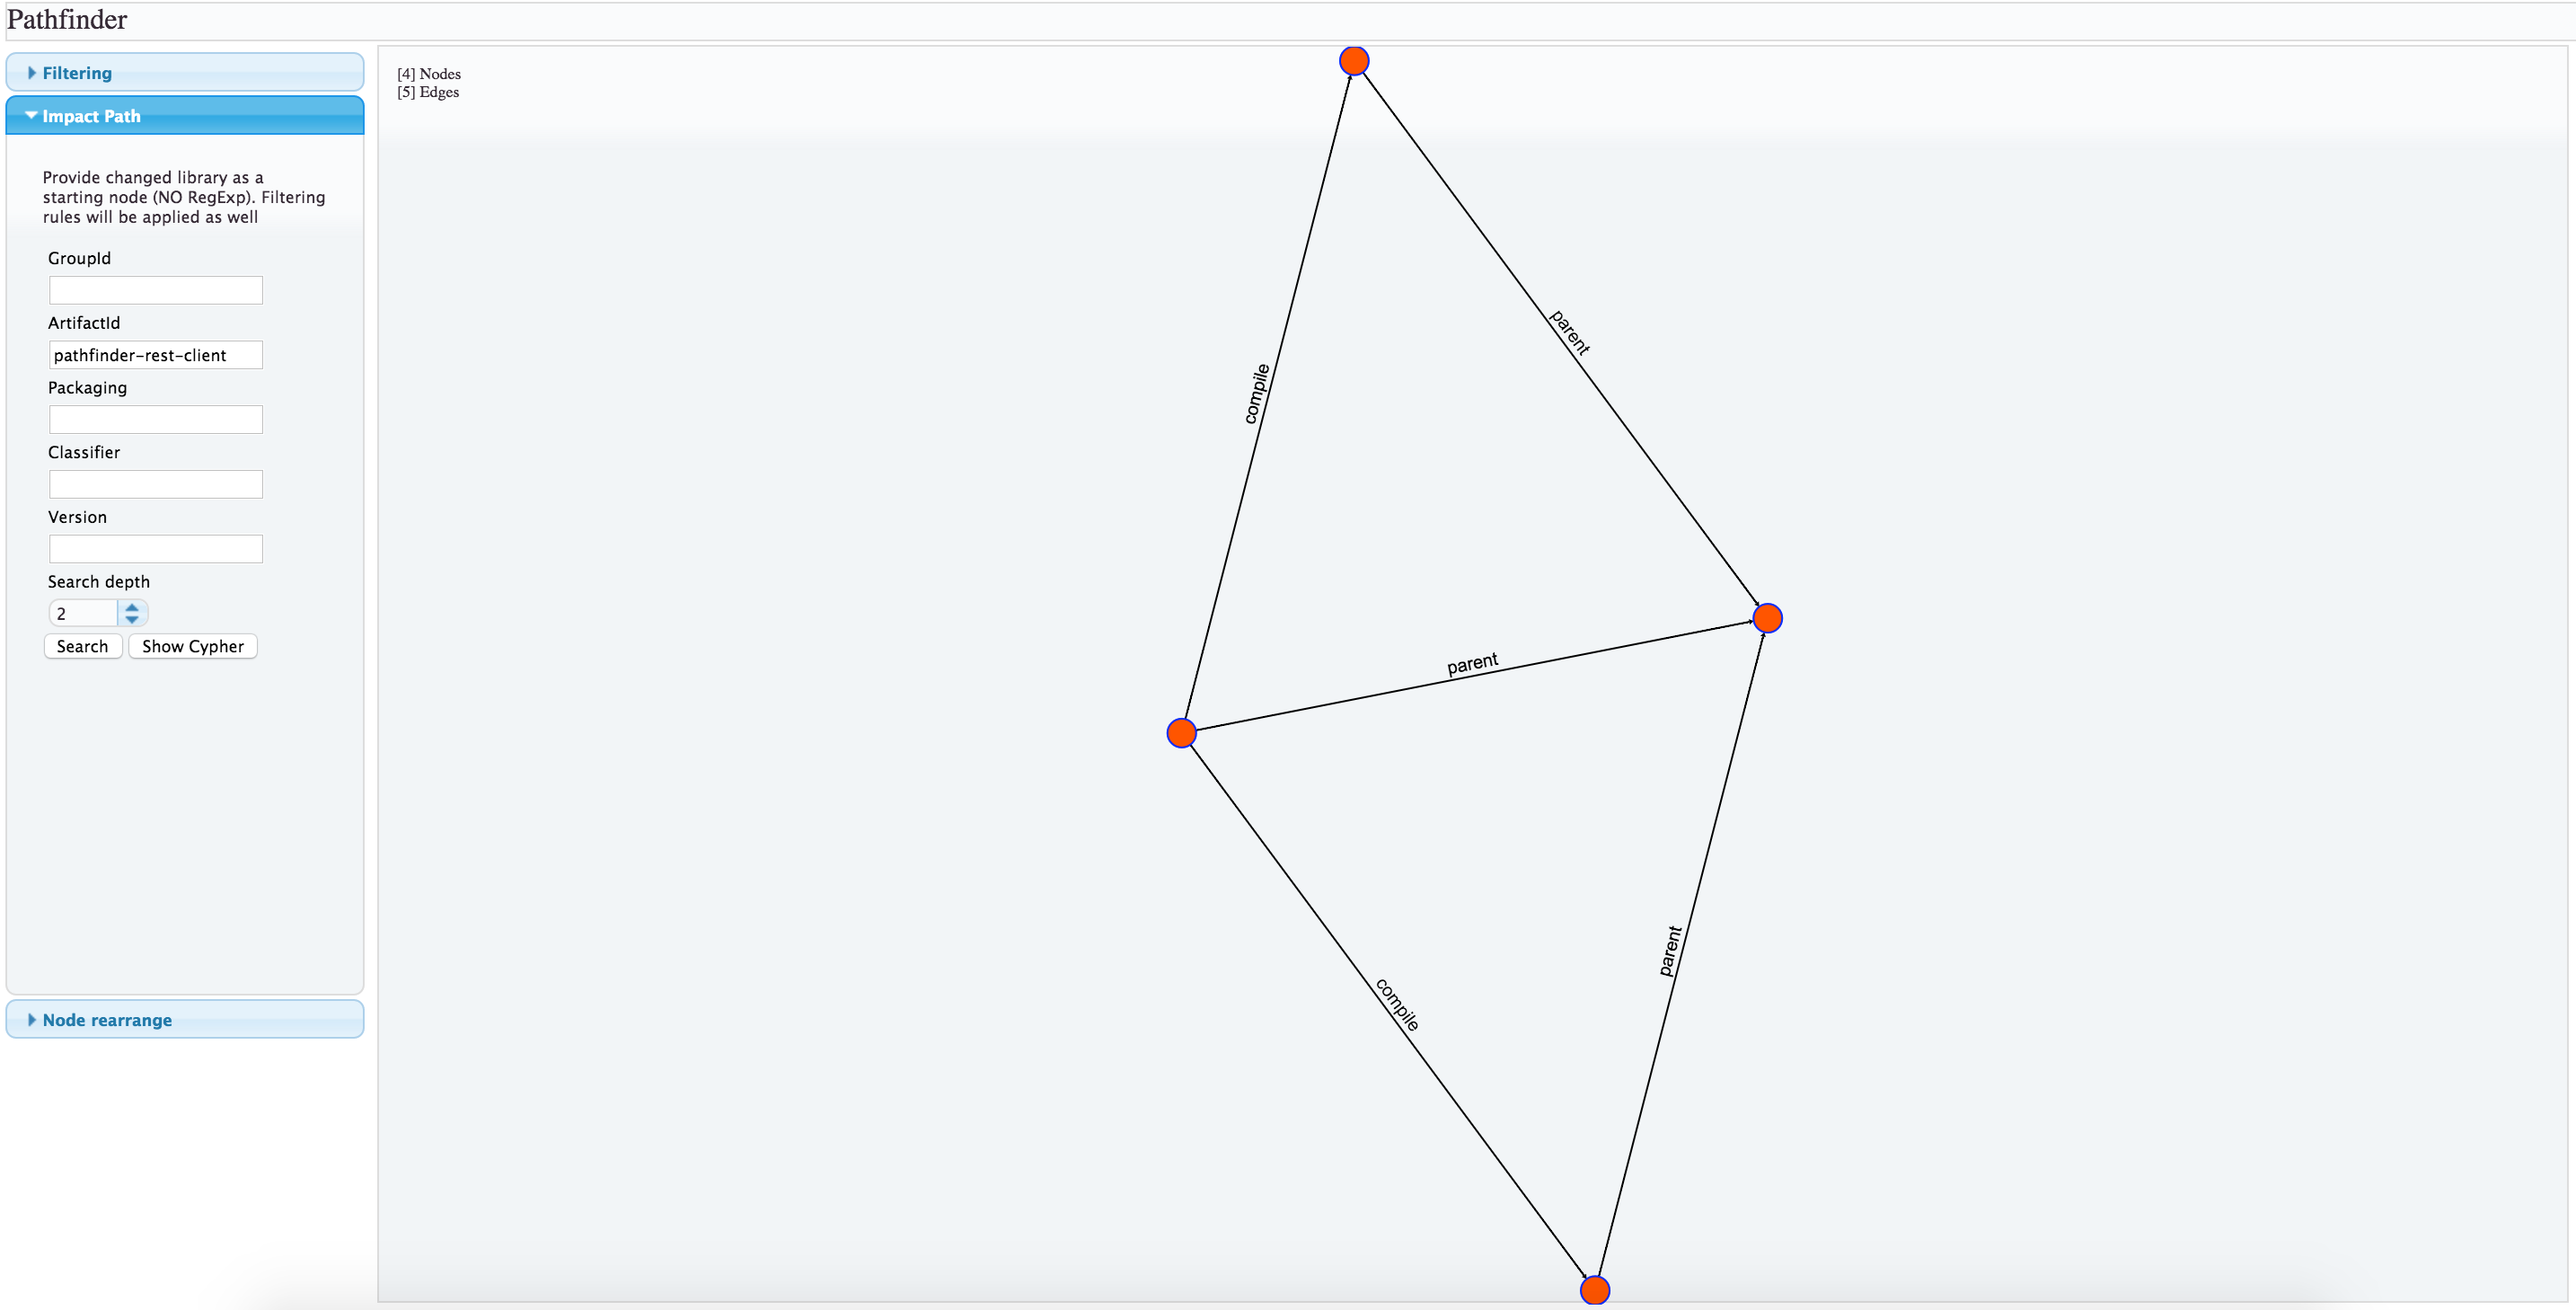 Pathfinder
Filtering
Impact Path
Provide changed library as a
starting node (NO RegExp). Filtering
rules will be applied as well
GroupId
ArtifactId
pathfinder-rest-client
Packaging
Classifier
Version
Search depth
2
Search
Show Cypher
Node rearrange
[4] Nodes
[5] Edges
parent
compile
parent
parent
compile